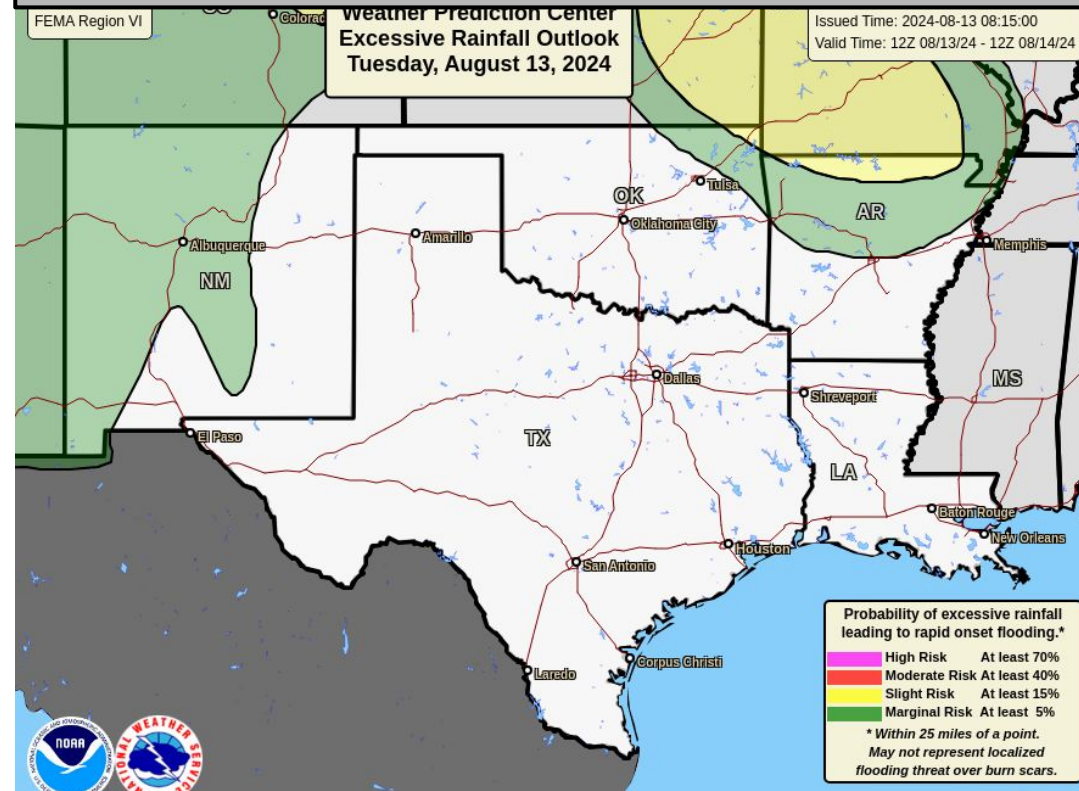 FEMA Region VI
Weather Prediction Center
Excessive Rainfall Outlook
Tuesday, August 13, 2024
Issued Time: 2024-08-13 08:15:00
Valid Time: 12Z 08/13/24 - 12Z 08/14/24
Tulsa
OK
Oklahoma City
AR
Memphis
Amarillo
Albuquerque
NM
Dallas
MS
Shreveport
El Paso
TX
LA
Baton Rouge
New Orleans
Houston
San Antonio
Corpus Christi
Laredo
Probability of excessive rainfall
leading to rapid onset flooding.*
High Risk At least 70%
Moderate Risk At least 40%
Slight Risk At least 15%
Marginal Risk At least 5%
* Within 25 miles of a point.
May not represent localized
flooding threat over burn scars.
NOAA
NATIONAL WEATHER SERVICE